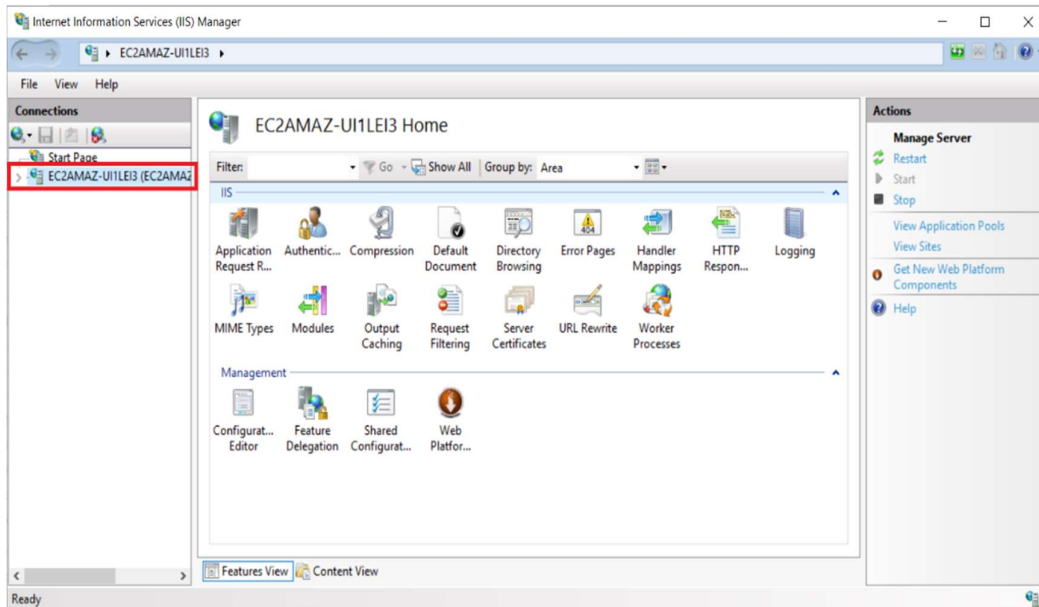 Internet Information Services (IIS) Manager
EC2AMAZ-UI1LEI3
File View Help
Connections
Start Page
EC2AMAZ-UI1LEI3 (EC2AMAZ
EC2AMAZ-UI1LEI3 Home
Filter: Go Show All Group by: Area
IIS
Application Request R...
Authentic...
Compression
Default Document
Directory Browsing
404
Error Pages
Handler Mappings
HTTP Respon...
Logging
MIME Types
Modules
Output Caching
Request Filtering
Server Certificates
URL Rewrite
Worker Processes
Management
Configurat... Editor
Feature Delegation
Shared Configurat...
Web Platfor...
Features View
Content View
Actions
Manage Server
Restart
Start
Stop
View Application Pools
View Sites
Get New Web Platform
Components
Help
Ready